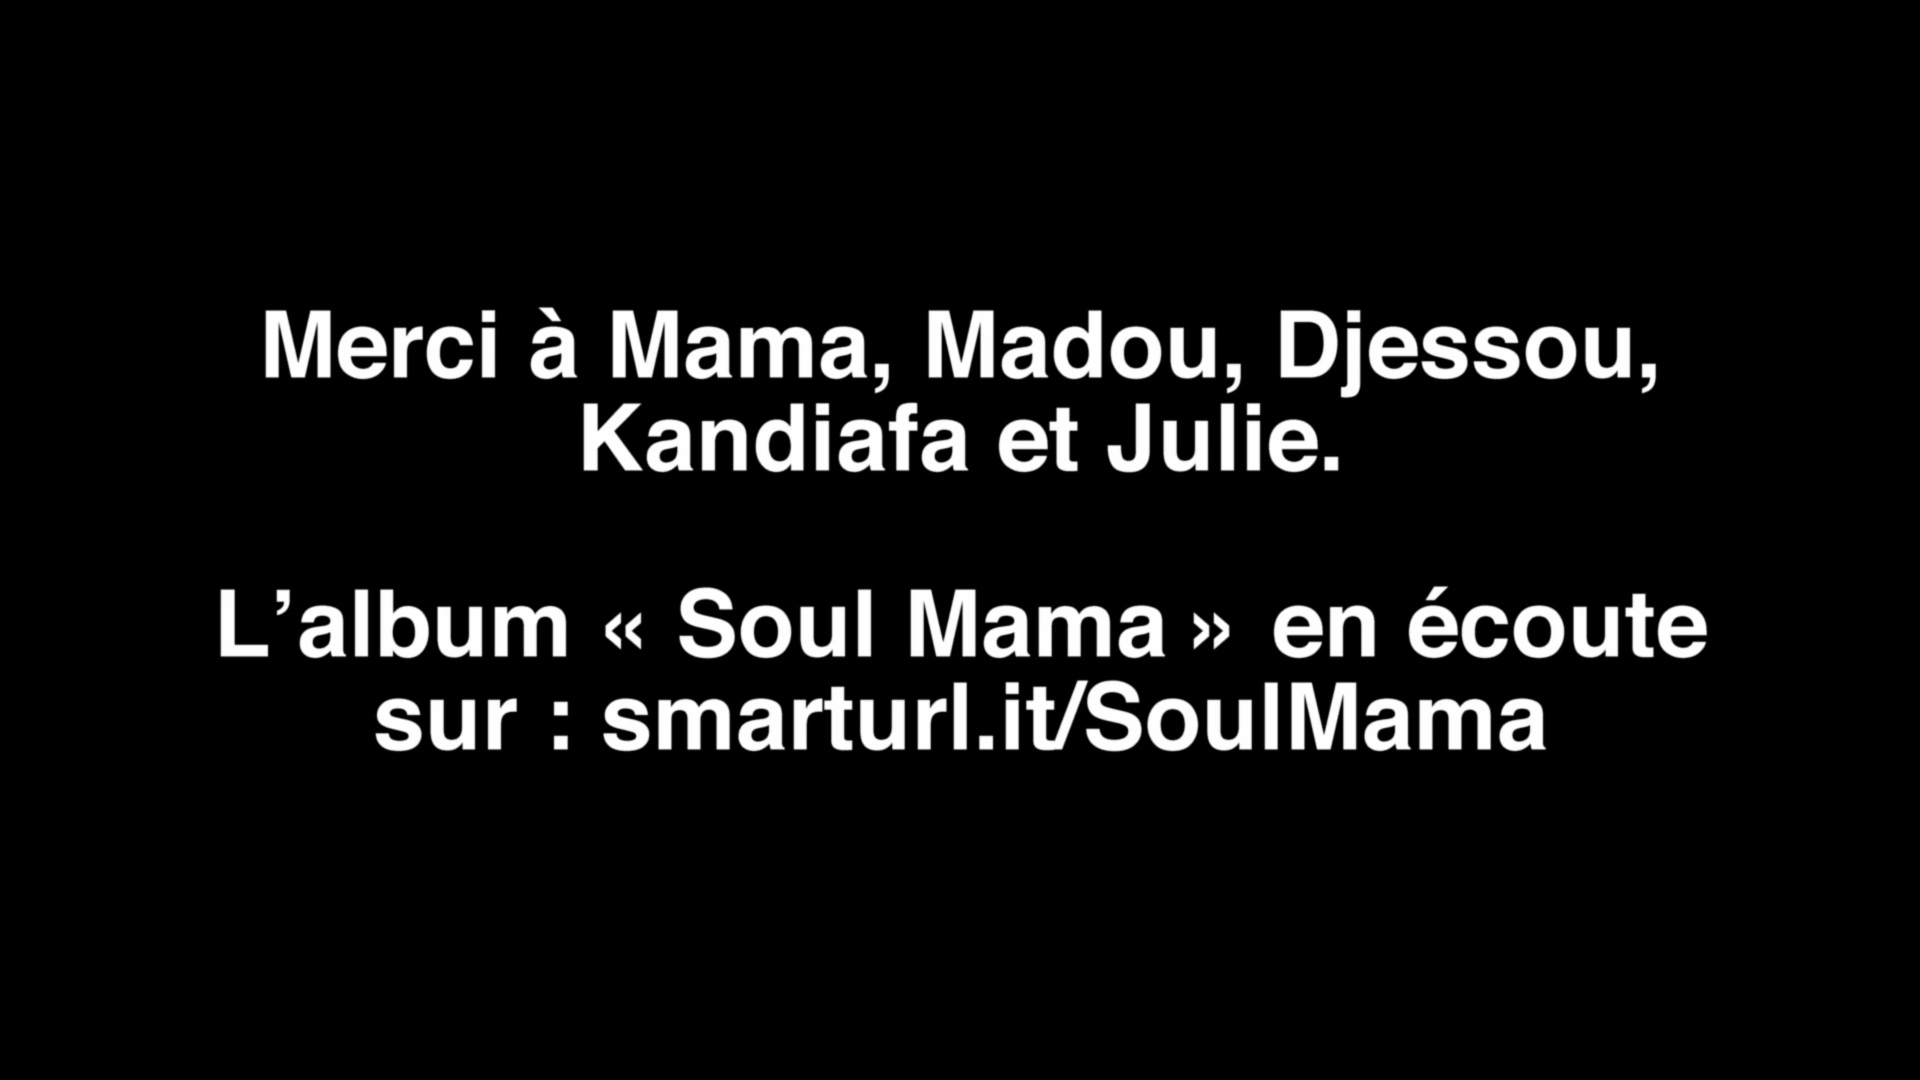 Merci à Mama, Madou, Djessou,
Kandiafa et Julie.
L’album « Soul Mama » en écoute
sur : smarturl.it/SoulMama